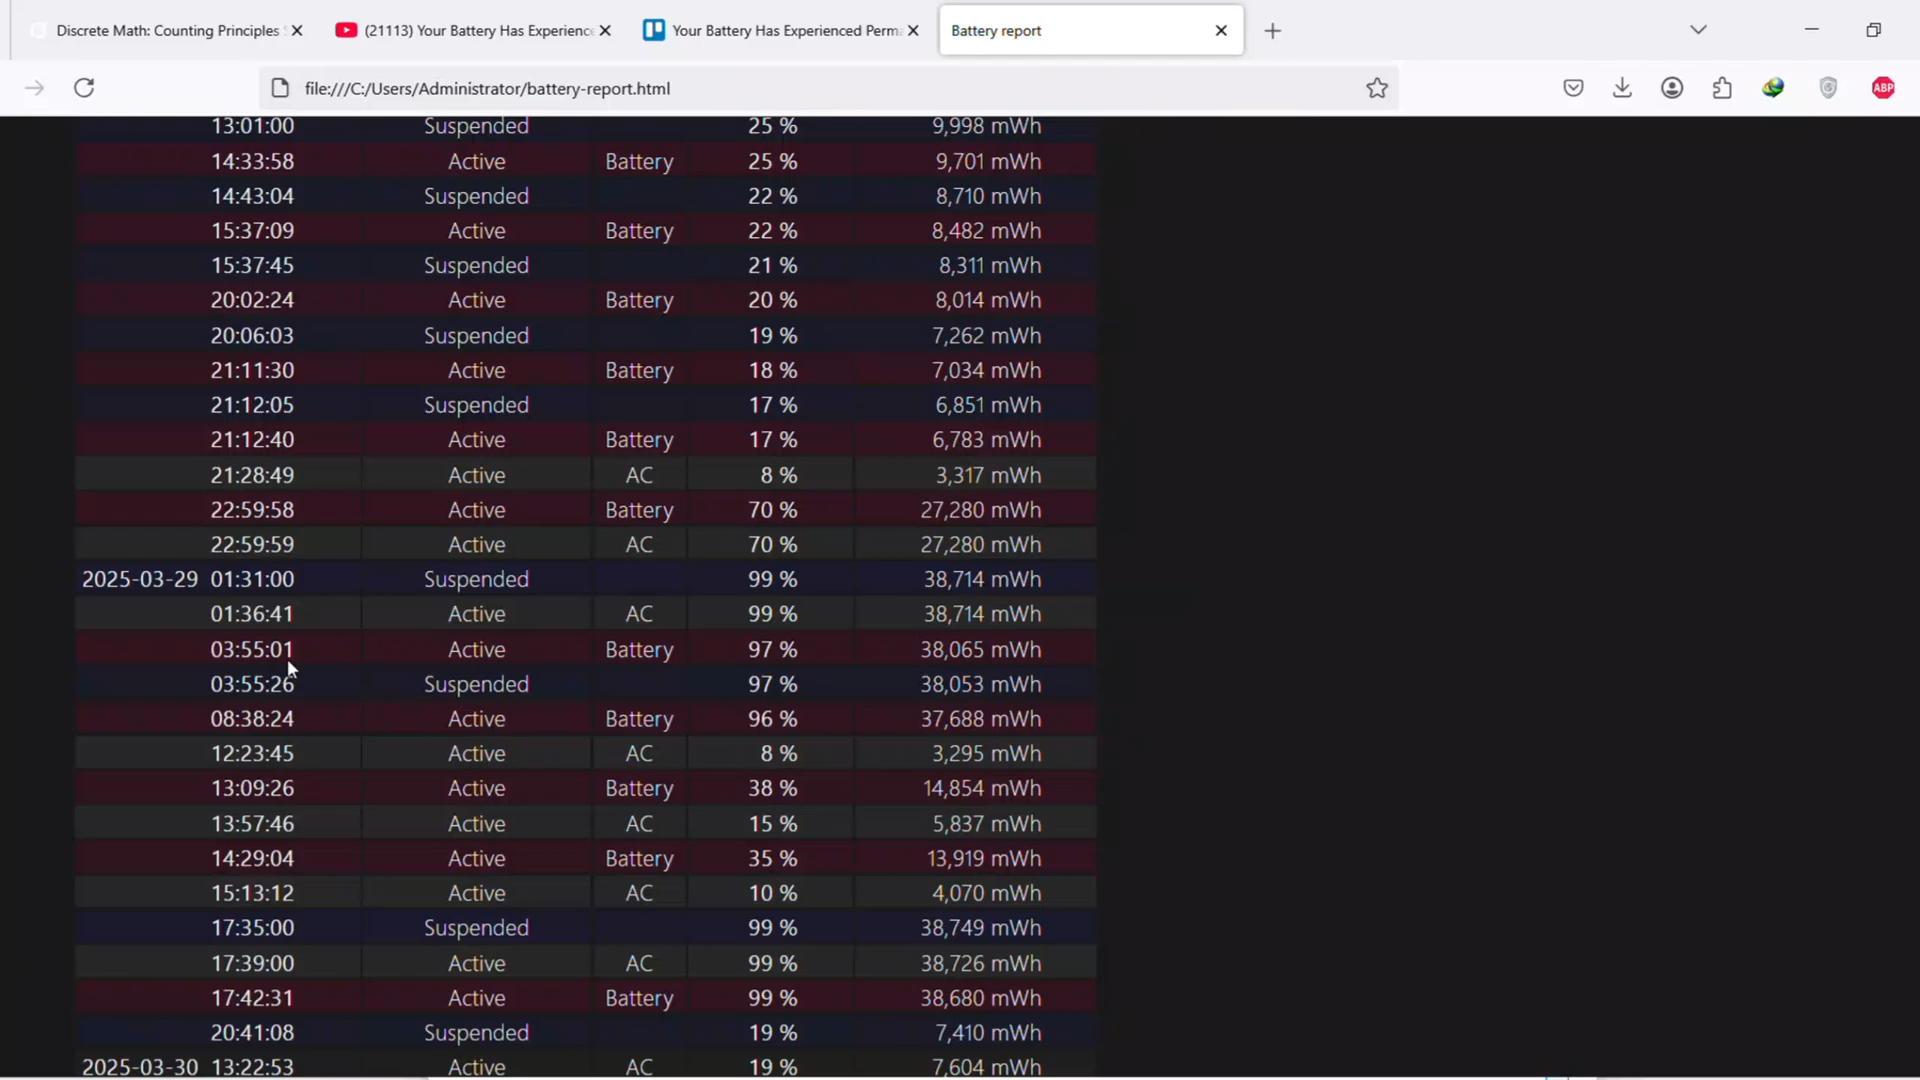 Discrete Math: Counting Principles
(21113) Your Battery Has Experience
Your Battery Has Experienced Perma
Battery report
file:///C:/Users/Administrator/battery-report.html
ABP
13:01:00 Suspended 25 % 9,998 mWh
14:33:58 Active Battery 25 % 9,701 mWh
14:43:04 Suspended 22 % 8,710 mWh
15:37:09 Active Battery 22 % 8,482 mWh
15:37:45 Suspended 21 % 8,311 mWh
20:02:24 Active Battery 20 % 8,014 mWh
20:06:03 Suspended 19 % 7,262 mWh
21:11:30 Active Battery 18 % 7,034 mWh
21:12:05 Suspended 17 % 6,851 mWh
21:12:40 Active Battery 17 % 6,783 mWh
21:28:49 Active AC 8 % 3,317 mWh
22:59:58 Active Battery 70 % 27,280 mWh
22:59:59 Active AC 70 % 27,280 mWh
2025-03-29 01:31:00 Suspended 99 % 38,714 mWh
01:36:41 Active AC 99 % 38,714 mWh
03:55:01 Active Battery 97 % 38,065 mWh
03:55:26 Suspended 97 % 38,053 mWh
08:38:24 Active Battery 96 % 37,688 mWh
12:23:45 Active AC 8 % 3,295 mWh
13:09:26 Active Battery 38 % 14,854 mWh
13:57:46 Active AC 15 % 5,837 mWh
14:29:04 Active Battery 35 % 13,919 mWh
15:13:12 Active AC 10 % 4,070 mWh
17:35:00 Suspended 99 % 38,749 mWh
17:39:00 Active AC 99 % 38,726 mWh
17:42:31 Active Battery 99 % 38,680 mWh
20:41:08 Suspended 19 % 7,410 mWh
2025-03-30 13:22:53 Active AC 19 % 7,604 mWh